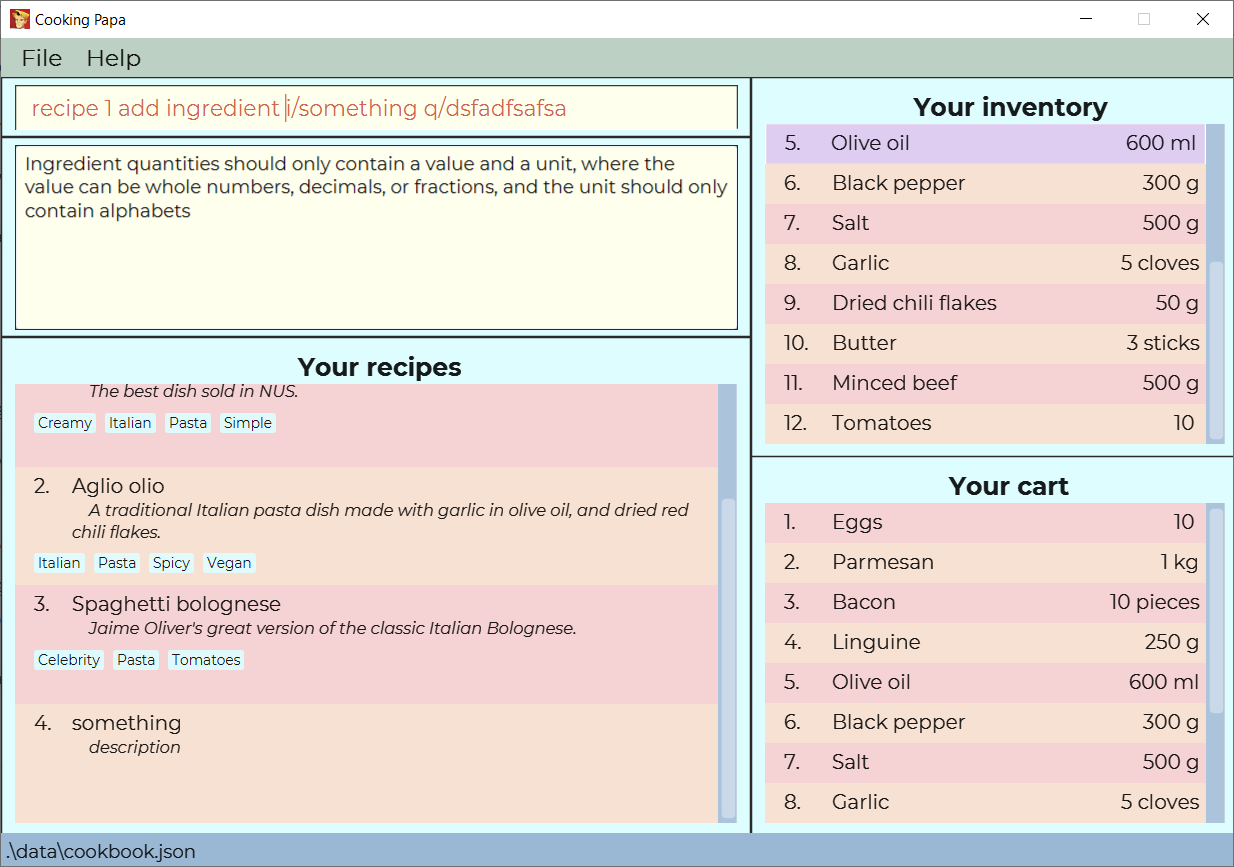 Cooking Papa
File Help
recipe 1 add ingredient i/something q/dsfadfsafsa
Ingredient quantities should only contain a value and a unit, where the
value can be whole numbers, decimals, or fractions, and the unit should only
contain alphabets
Your recipes
The best dish sold in NUS.
Creamy Italian Pasta Simple
2. Aglio olio
A traditional Italian pasta dish made with garlic in olive oil, and dried red
chili flakes.
Italian Pasta Spicy Vegan
3. Spaghetti bolognese
Jaime Oliver's great version of the classic Italian Bolognese.
Celebrity Pasta Tomatoes
4. something
description
Your inventory
5. Olive oil 600 ml
6. Black pepper 300 g
7. Salt 500 g
8. Garlic 5 cloves
9. Dried chili flakes 50 g
10. Butter 3 sticks
11. Minced beef 500 g
12. Tomatoes 10
Your cart
1. Eggs 10
2. Parmesan 1 kg
3. Bacon 10 pieces
4. Linguine 250 g
5. Olive oil 600 ml
6. Black pepper 300 g
7. Salt 500 g
8. Garlic 5 cloves
.\data\cookbook.json